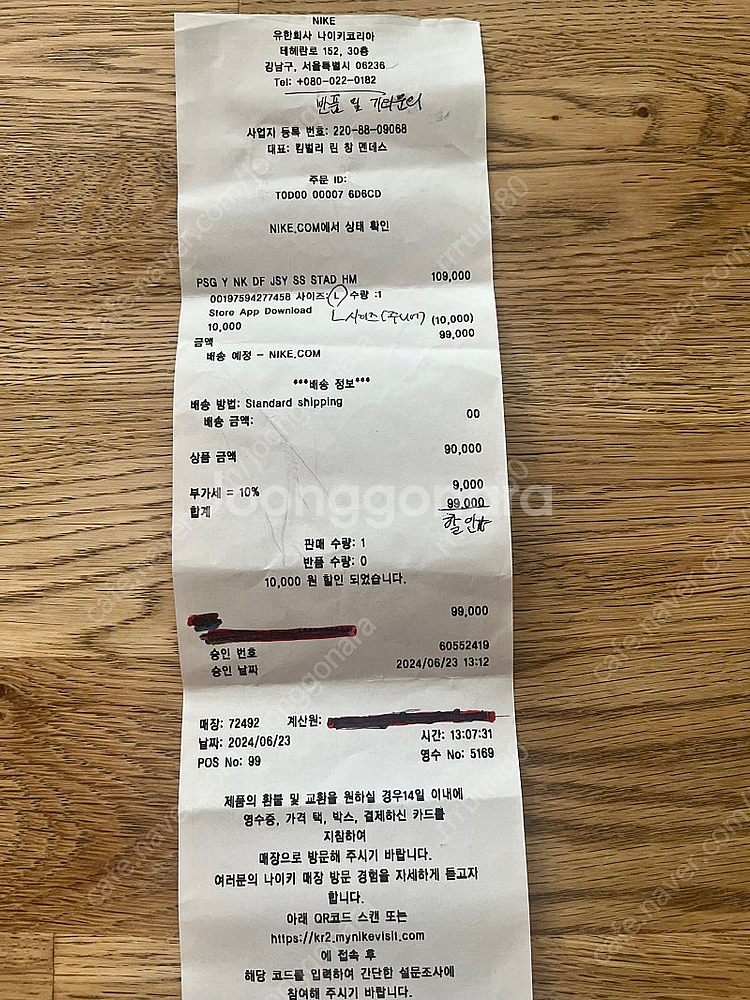 NIKE
유한회사 나이키코리아
테헤란로 152, 30층
강남구, 서울특별시 06236
Tel: +080-022-0182
반품 및 기타문의
사업자 등록 번호: 220-88-09068
대표: 킴벌리 린 창 멘데스
주문 ID:
TOD00 00007 6D6CD
NIKE.COM에서 상태 확인
PSG Y NK DF JSY SS STAD HM 109,000
00197594277458 사이즈: L 수량 :1
Store App Download L사이즈(주니어)
10,000 (10,000)
금액 99,000
배송 예정 - NIKE.COM
***배송 정보***
배송 방법: Standard shipping
배송 금액: 00
상품 금액 90,000
부가세 = 10% 9,000
합계 99,000
할인가
판매 수량: 1
반품 수량: 0
10,000 원 할인 되었습니다.
99,000
승인 번호 60552419
승인 날짜 2024/06/23 13:12
매장: 72492 계산원:
날짜: 2024/06/23 시간: 13:07:31
POS No: 99 영수 No: 5169
제품의 환불 및 교환을 원하실 경우14일 이내에
영수증, 가격 택, 박스, 결제하신 카드를
지참하여
매장으로 방문해 주시기 바랍니다.
여러분의 나이키 매장 방문 경험을 자세하게 듣고자
합니다.
아래 QR코드 스캔 또는
https://kr2.mynikevisit.com
에 접속 후
해당 코드를 입력하여 간단한 설문조사에
참여해 주시기 바랍니다.
Joonggonara